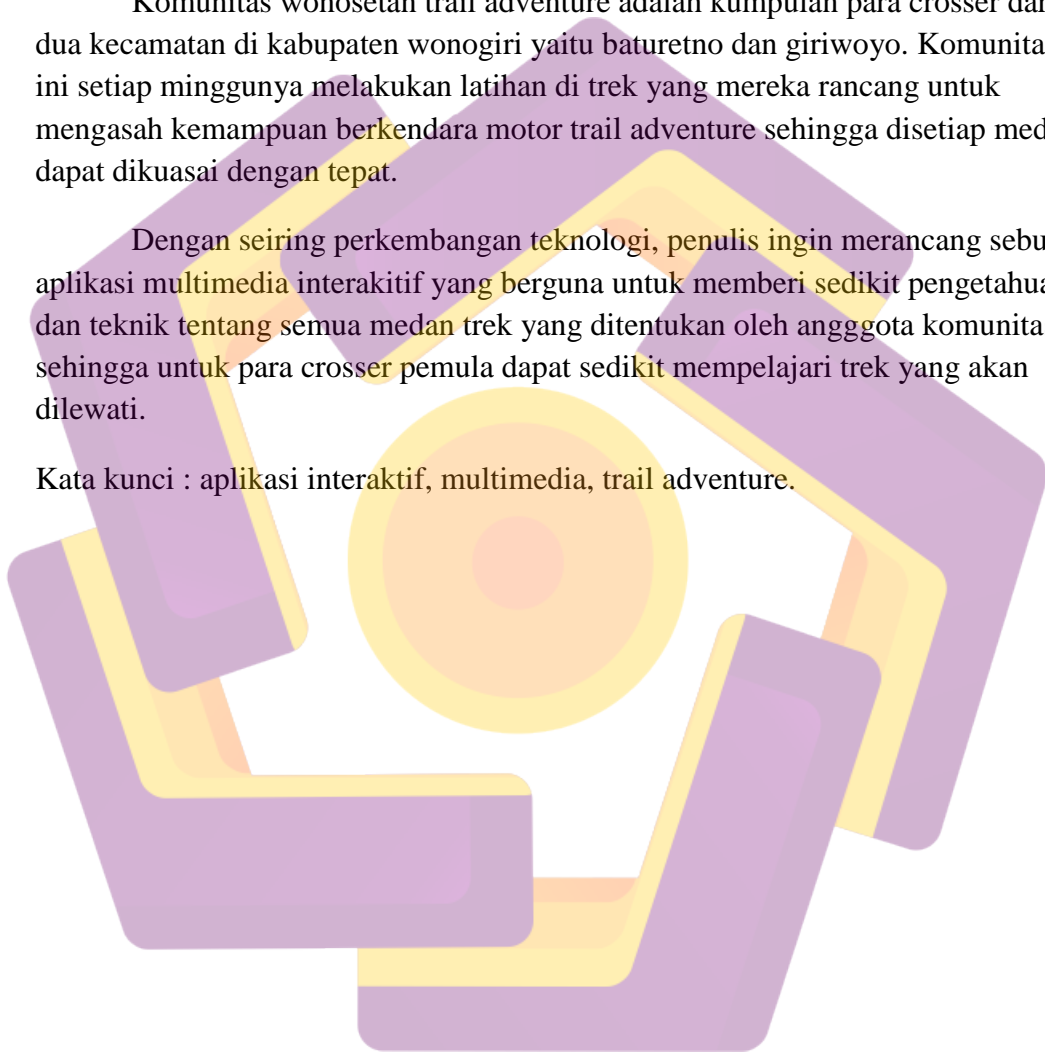 Komunitas wonosetan trail adventure adalah kumpulan para crosser dar
dua kecamatan di kabupaten wonogiri yaitu baturetno dan giriwoyo. Komunita
ini setiap minggunya melakukan latihan di trek yang mereka rancang untuk
mengasah kemampuan berkendara motor trail adventure sehingga disetiap med
dapat dikuasai dengan tepat.
Dengan seiring perkembangan teknologi, penulis ingin merancang sebu
aplikasi multimedia interakitif yang berguna untuk memberi sedikit pengetahua
dan teknik tentang semua medan trek yang ditentukan oleh angggota komunita
sehingga untuk para crosser pemula dapat sedikit mempelajari trek yang akan
dilewati.
Kata kunci : aplikasi interaktif, multimedia, trail adventure.